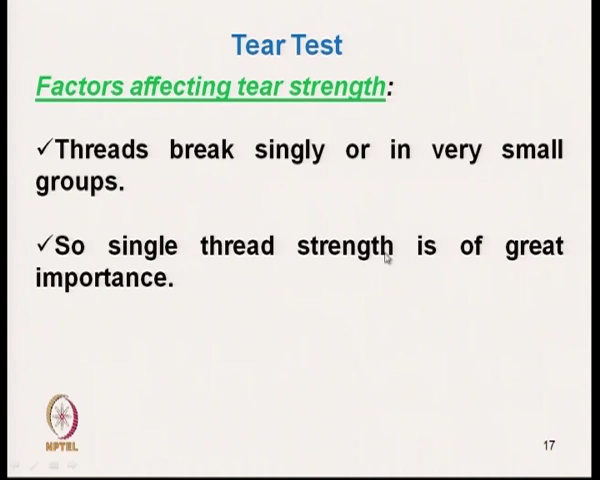 Tear Test
Factors affecting tear strength:
✓Threads break singly or in very small
groups.
✓So single thread strength is of great
importance.
NPTEL
17